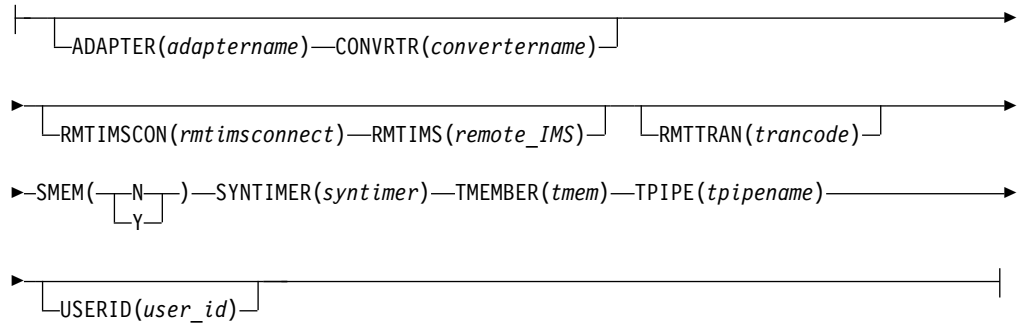 ADAPTER(adaptername) CONVRTR(convertername)
RMTIMSCON(rmtimsconnect) RMTIMS(remote_IMS) RMTTRAN(trancode)
SMEM( N ) SYNTIMER(syntimer) TMEMBER(tmem) TPIPE(tpipename)
Y
USERID(user_id)